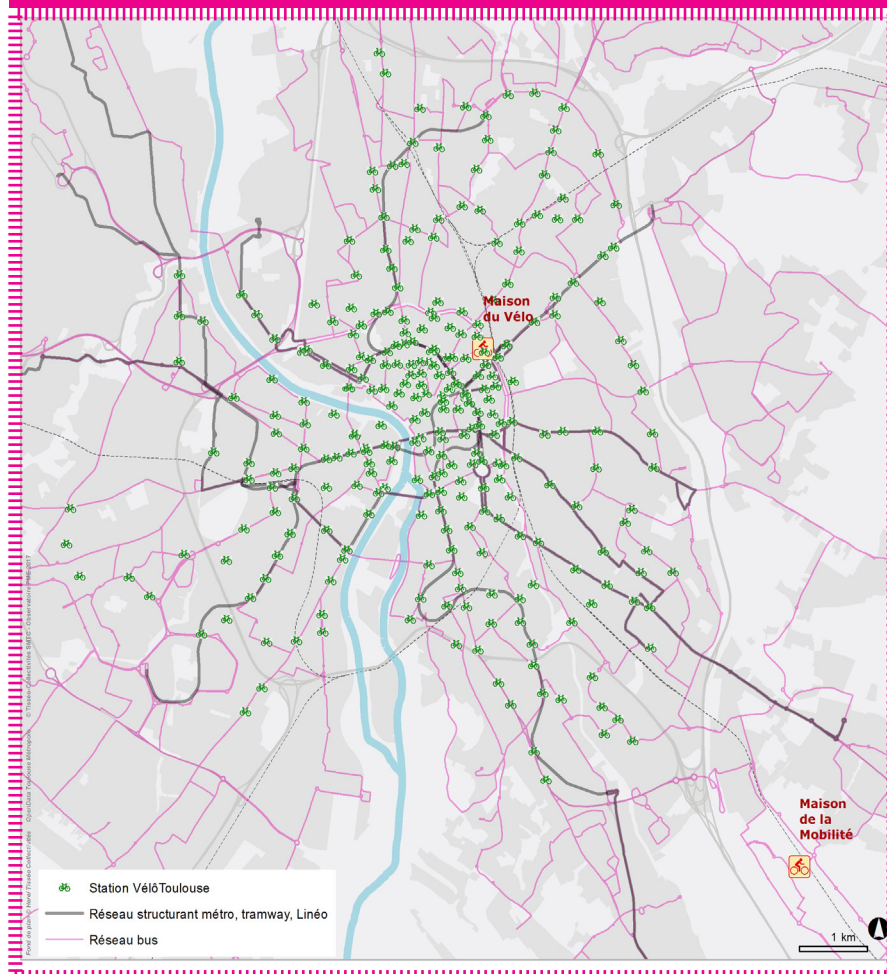 Maison
du Vélo
Maison
de la
Mobilité
Station VélôToulouse
Réseau structurant métro, tramway, Linéo
Réseau bus
1 km